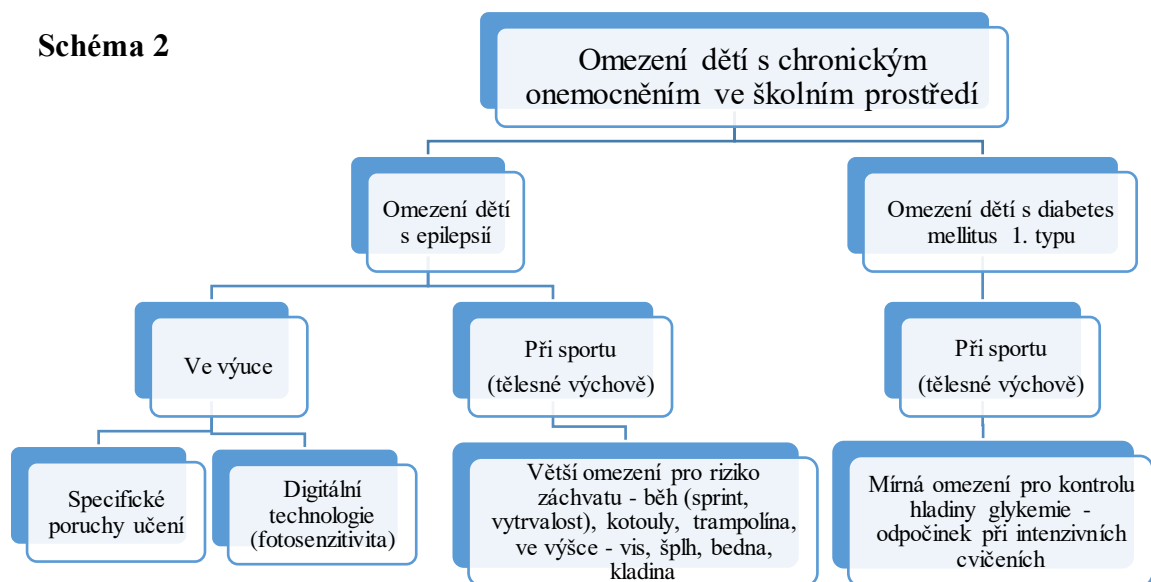 Schéma 2
Omezení dětí s chronickým
onemocněním ve školním prostředí
Omezení dětí
s epilepsií
Omezení dětí s diabetes
mellitus 1. typu
Ve výuce
Při sportu
(tělesné výchově)
Při sportu
(tělesné výchově)
Specifické
poruchy učení
Digitální
technologie
(fotosenzitivita)
Větší omezení pro riziko
záchvatu - běh (sprint,
vytrvalost), kotouly, trampolína,
ve výšce - vis, šplh, bedna,
kladina
Mírná omezení pro kontrolu
hladiny glykemie -
odpočinek při intenzivních
cvičeních